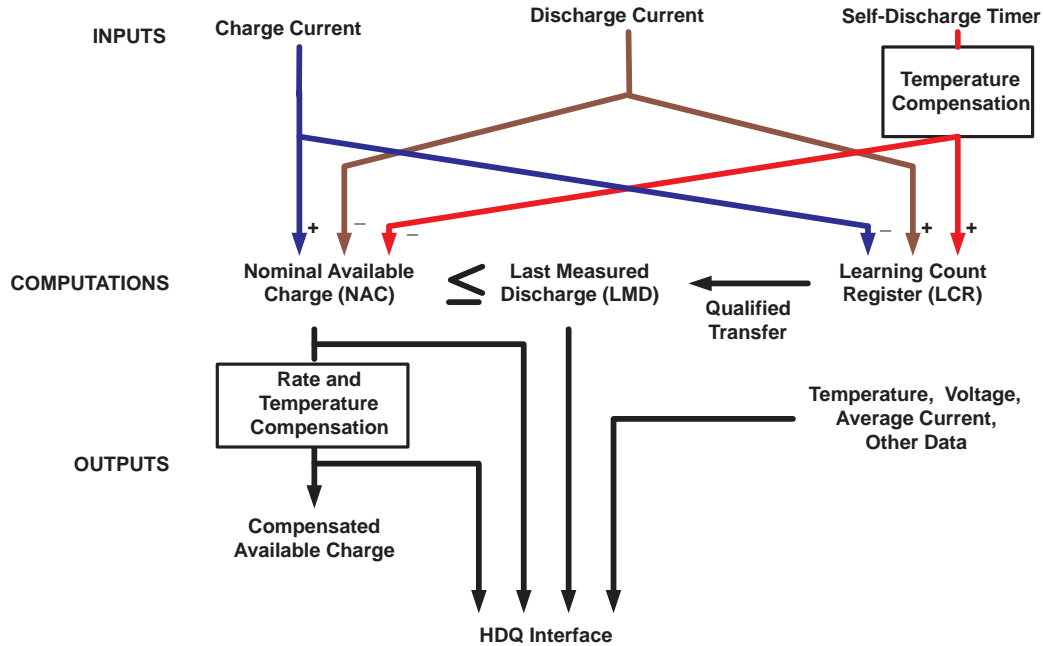 INPUTS
Charge Current
Discharge Current
Self-Discharge Timer
Temperature
Compensation
+
–
–
–
+
+
COMPUTATIONS
Nominal Available
Charge (NAC)
≤
Last Measured
Discharge (LMD)
Qualified
Transfer
Learning Count
Register (LCR)
Rate and
Temperature
Compensation
Temperature, Voltage,
Average Current,
Other Data
OUTPUTS
Compensated
Available Charge
HDQ Interface